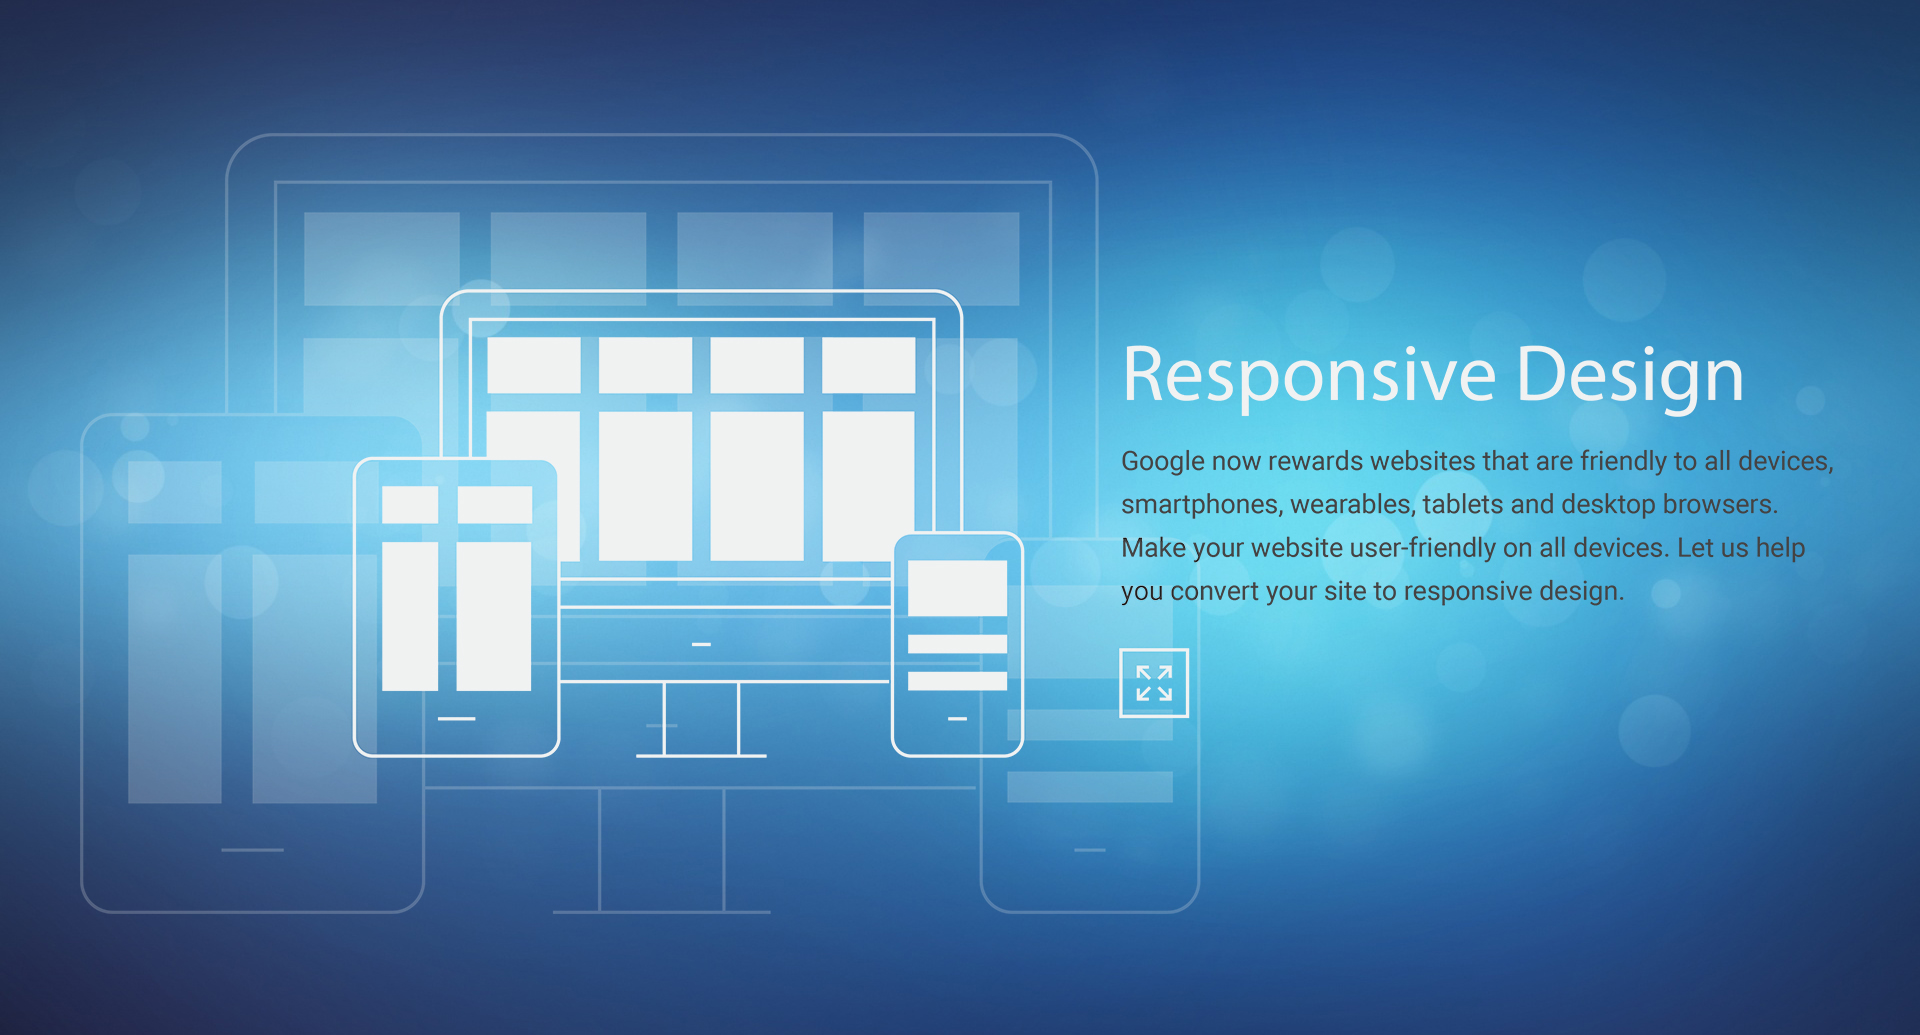 Responsive Design
Google now rewards websites that are friendly to all devices,
smartphones, wearables, tablets and desktop browsers.
Make your website user-friendly on all devices. Let us help
you convert your site to responsive design.